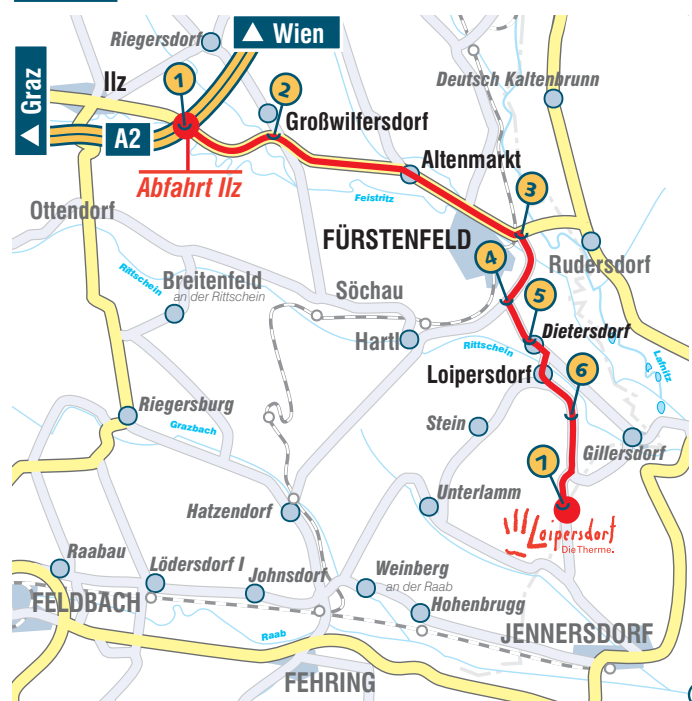 Wien
Riegersdorf
Graz
Ilz
1
2
Deutsch Kaltenbrunn
Großwilfersdorf
A2
Altenmarkt
Abfahrt Ilz
Feistritz
3
Ottendorf
FÜRSTENFELD
4
Rudersdorf
Rittschein
Breitenfeld
an der Rittschein
Söchau
5
Hartl
Rittschein
Dietersdorf
Lafnitz
Loipersdorf
6
Riegersburg
Grazbach
Stein
Gillersdorf
7
Unterlamm
Hatzendorf
Loipersdorf
Die Therme.
Raabau
Lödersdorf I
Johnsdorf
Weinberg
an der Raab
FELDBACH
Hohenbrugg
Raab
JENNERSDORF
FEHRING